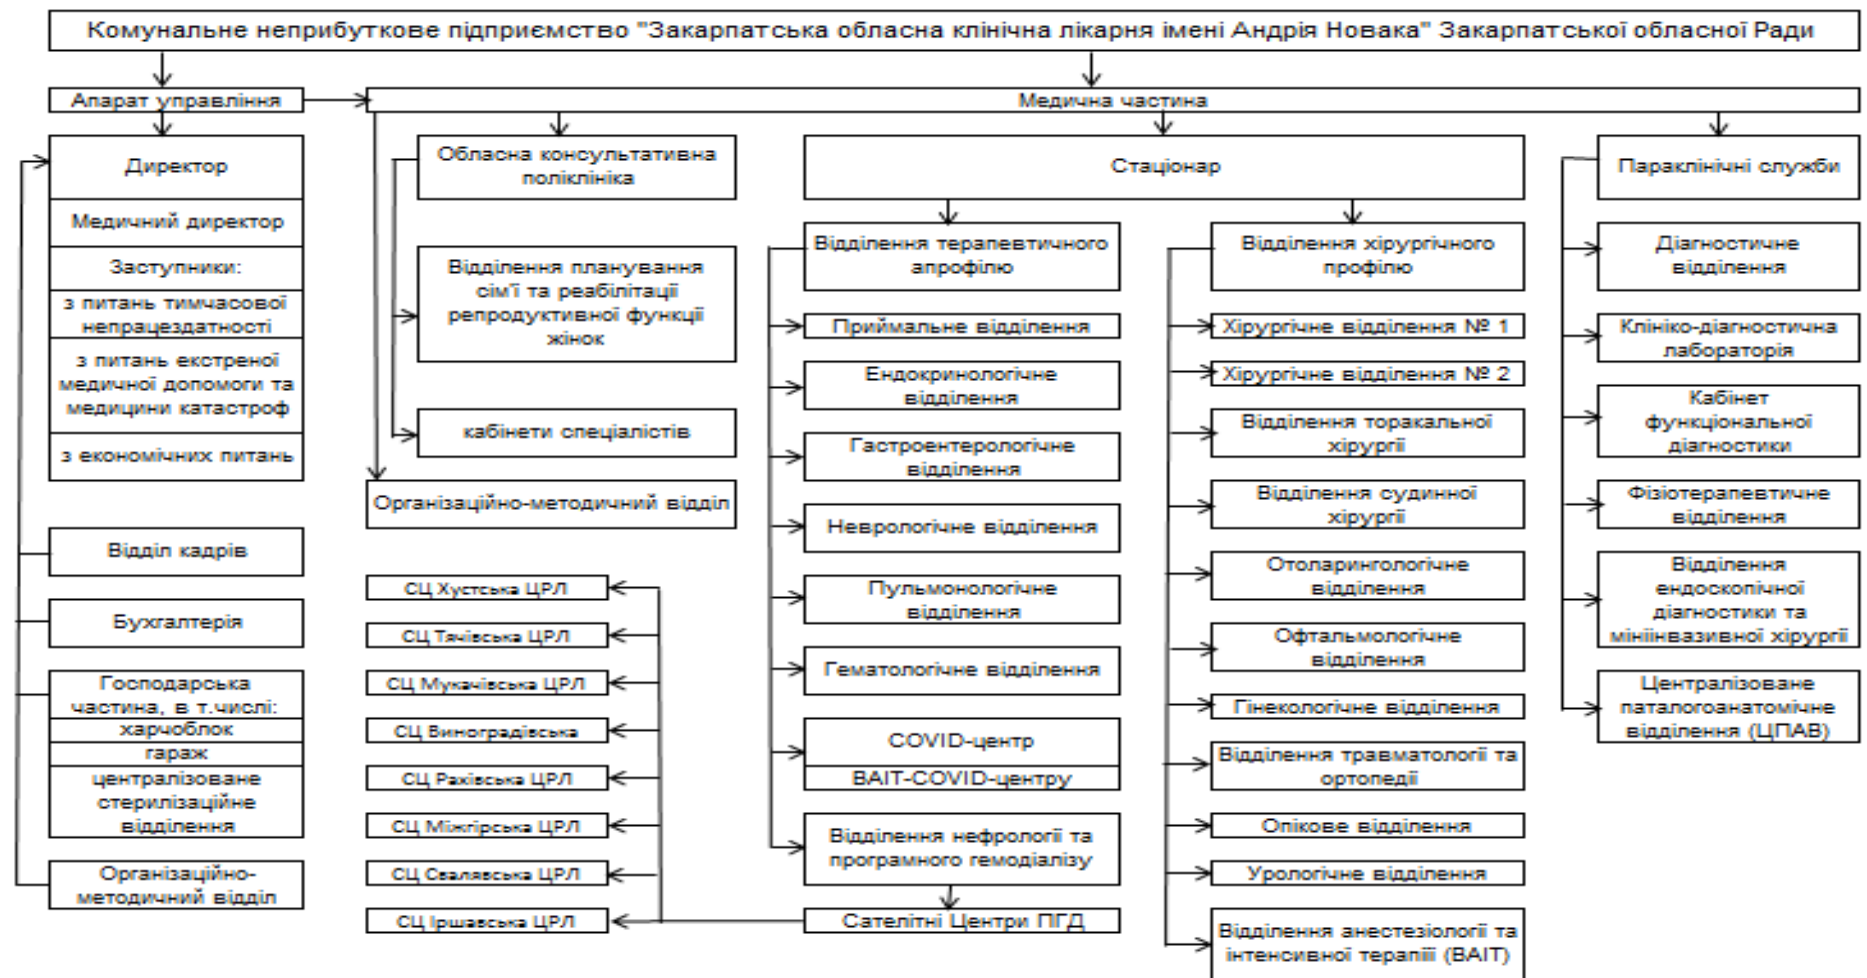 Комунальне неприбуткове підприємство "Закарпатська обласна клінічна лікарня імені Андрія Новака" Закарпатської обласної Ради
Апарат управління
Медична частина
Директор
Медичний директор
Заступники:
з питань тимчасової
непрацездатності
з питань екстреної
медичної допомоги та
медицини катастроф
з економічних питань
Відділ кадрів
Бухгалтерія
Господарська
частина, в т.числі:
харчоблок
гараж
централізоване
стерилізаційне
відділення
Організаційно-
методичний відділ
Обласна консультативна
поліклініка
Відділення планування
сім'ї та реабілітації
репродуктивної функції
жінок
кабінети спеціалістів
Організаційно-методичний відділ
СЦ Хустська ЦРЛ
СЦ Тячівська ЦРЛ
СЦ Мукачівська ЦРЛ
СЦ Виноградівська
СЦ Рахівська ЦРЛ
СЦ Міжгірська ЦРЛ
СЦ Свалявська ЦРЛ
СЦ Іршавська ЦРЛ
Стаціонар
Відділення терапевтичного
апрофілю
Приймальне відділення
Ендокринологічне
відділення
Гастроентерологічне
відділення
Неврологічне відділення
Пульмонологічне
відділення
Гематологічне відділення
COVID-центр
ВАІТ-COVID-центру
Відділення нефрології та
програмного гемодіалізу
Сателітні Центри ПГД
Відділення хірургічного
профілю
Хірургічне відділення № 1
Хірургічне відділення № 2
Відділення торакальної
хірургії
Відділення судинної
хірургії
Отоларингологічне
відділення
Офтальмологічне
відділення
Гінекологічне відділення
Відділення травматології та
ортопедії
Опікове відділення
Урологічне відділення
Відділення анестезіології та
інтенсивної терапііі (ВАІТ)
Параклінічні служби
Діагностичне
відділення
Клініко-діагностична
лабораторія
Кабінет
функціональної
діагностики
Фізіотерапевтичне
відділення
Відділення
ендоскопічної
діагностики та
мініінвазивної хірургії
Централізоване
паталогоанатомічне
відділення (ЦПАВ)